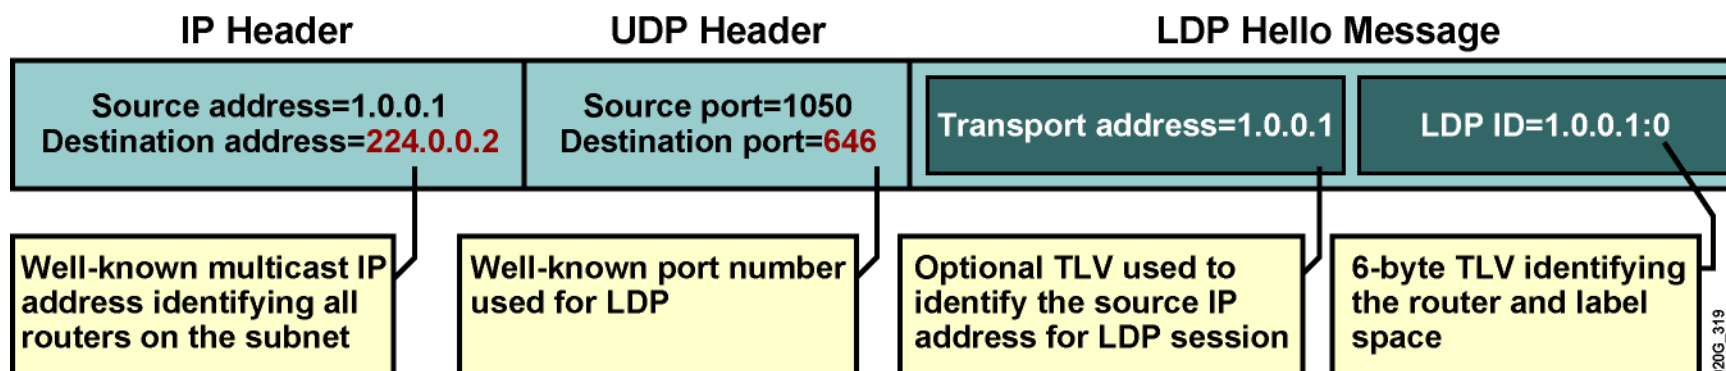 IP Header
UDP Header
LDP Hello Message
Source address=1.0.0.1
Destination address=224.0.0.2
Source port=1050
Destination port=646
Transport address=1.0.0.1
LDP ID=1.0.0.1:0
Well-known multicast IP
address identifying all
routers on the subnet
Well-known port number
used for LDP
Optional TLV used to
identify the source IP
address for LDP session
6-byte TLV identifying
the router and label
space
20G_319